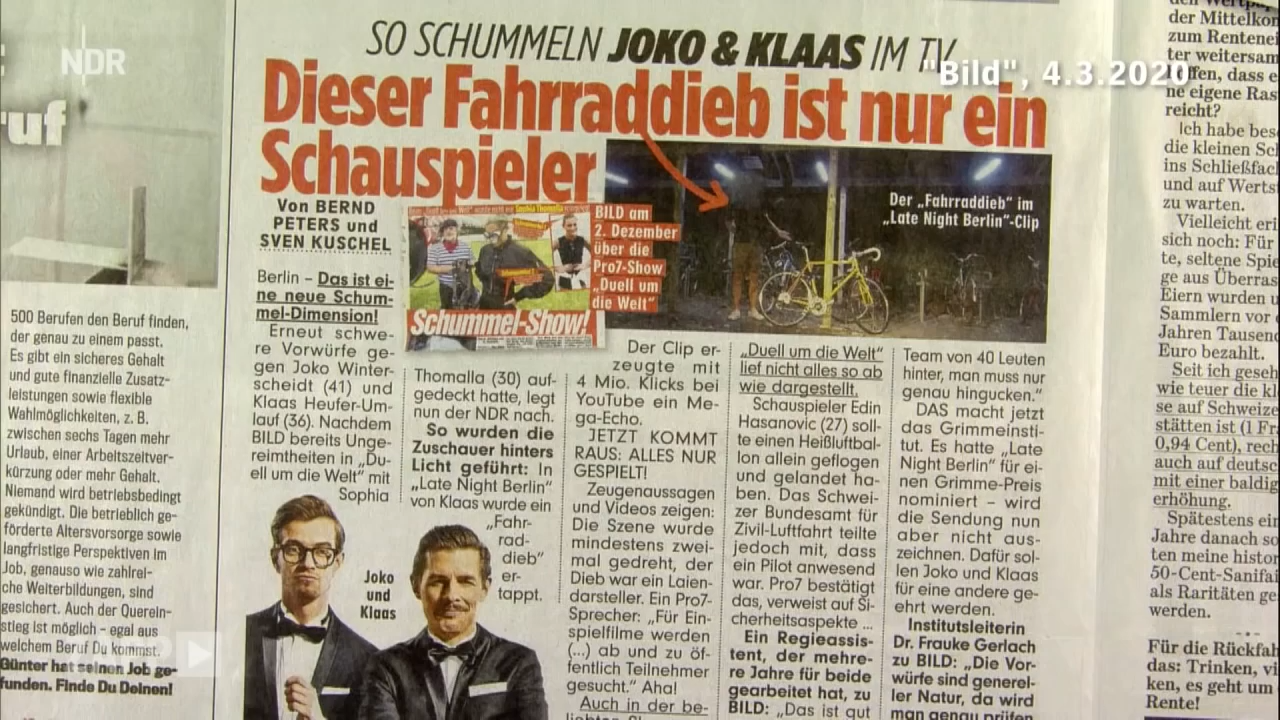 NDR
"Bild", 4.3.2020
SO SCHUMMELN JOKO & KLAAS IM TV
Dieser Fahrraddieb ist nur ein
Schauspieler
Von BERND
PETERS und
SVEN KUSCHEL
Schummel-Show!
BILD am
2. Dezember
über die
Pro7-Show
„Duell um
die Welt“
Der „Fahrraddieb“ im
„Late Night Berlin“-Clip
Berlin – Das ist ei-
ne neue Schum-
mel-Dimension!
Erneut schwe-
re Vorwürfe ge-
gen Joko Winter-
scheidt (41) und
Klaas Heufer-Um-
lauf (36). Nachdem
BILD bereits Unge-
reimtheiten in „Du-
ell um die Welt“ mit
Sophia
Thomalla (30) auf-
gedeckt hatte, legt
nun der NDR nach.
So wurden die
Zuschauer hinters
Licht geführt: In
„Late Night Berlin“
von Klaas wurde ein
„Fahr-
rad-
dieb“
er-
tappt.
Joko
und
Klaas
Der Clip er-
zeugte mit
4 Mio. Klicks bei
YouTube ein Me-
ga-Echo.
JETZT KOMMT
RAUS: ALLES NUR
GESPIELT!
Zeugenaussagen
und Videos zeigen:
Die Szene wurde
mindestens zwei-
mal gedreht, der
Dieb war ein Laien-
darsteller. Ein Pro7-
Sprecher: „Für Ein-
spielfilme werden
(...) ab und zu öf-
fentlich Teilnehmer
gesucht.“ Aha!
Auch in der be-
„Duell um die Welt“
lief nicht alles so ab
wie dargestellt.
Schauspieler Edin
Hasanovic (27) soll-
te einen Heißluftbal-
lon allein geflogen
und gelandet ha-
ben. Das Schwei-
zer Bundesamt für
Zivil-Luftfahrt teilte
jedoch mit, dass
ein Pilot anwesend
war. Pro7 bestätigt
das, verweist auf Si-
cherheitsaspekte ...
Ein Regieassis-
tent, der mehre-
re Jahre für beide
gearbeitet hat, zu
BILD: „Das ist gut
Team von 40 Leuten
hinter, man muss nur
genau hingucken.“
DAS macht jetzt
das Grimmeinsti-
tut. Es hatte „Late
Night Berlin“ für ei-
nen Grimme-Preis
nominiert – wird
die Sendung nun
aber nicht aus-
zeichnen. Dafür sol-
len Joko und Klaas
für eine andere ge-
ehrt werden.
Institutsleiterin
Dr. Frauke Gerlach
zu BILD: „Die Vor-
würfe sind generel-
ler Natur, da wird
man genau prüfen
ruf
500 Berufen den Beruf finden,
der genau zu einem passt.
Es gibt ein sicheres Gehalt
und gute finanzielle Zusatz-
leistungen sowie flexible
Wahlmöglichkeiten, z. B.
zwischen sechs Tagen mehr
Urlaub, einer Arbeitszeitver-
kürzung oder mehr Gehalt.
Niemand wird betriebsbedingt
gekündigt. Die betrieblich ge-
förderte Altersvorsorge sowie
langfristige Perspektiven im
Job, genauso wie zahlrei-
che Weiterbildungen, sind
gesichert. Auch der Querein-
stieg ist möglich – egal aus
welchem Beruf Du kommst.
Günter hat seinen Job ge-
funden. Finde Du Deinen!
der Mittelkon
zum Rentenei
ter weitersam
hoffen, dass e
ne eigene Ras
reicht?
Ich habe bes
die kleinen Sch
ins Schließfac
und auf Werts
zu warten.
Vielleicht eri
sich noch: Für
te, seltene Spie
ge aus Überras
Eiern wurden u
Sammlern vor
Jahren Tausend
Euro bezahlt.
Seit ich geseh
wie teuer die kl
se auf Schweize
stätten ist (1 Fra
0,94 Cent), rech
auch auf deutsc
mit einer baldig
erhöhung.
Spätestens ein
Jahre danach so
ten meine histor
50-Cent-Sanifa
als Raritäten ge
werden.
Für die Rückfah
das: Trinken, vi
ken, es geht um
Rente!